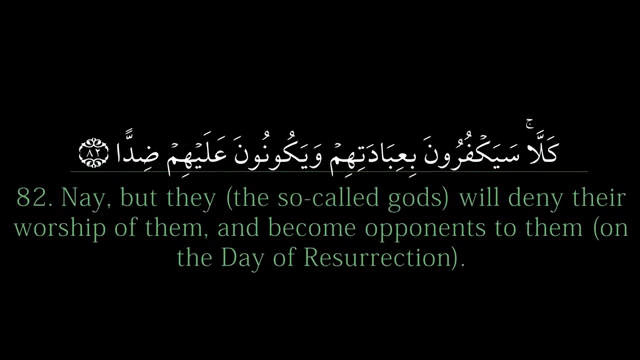 كَلَّاۚ سَيَكْفُرُونَ بِعِبَادَتِهِمْ وَيَكُونُونَ عَلَيْهِمْ ضِدًّا ٨٢
82. Nay, but they (the so-called gods) will deny their
worship of them, and become opponents to them (on
the Day of Resurrection).